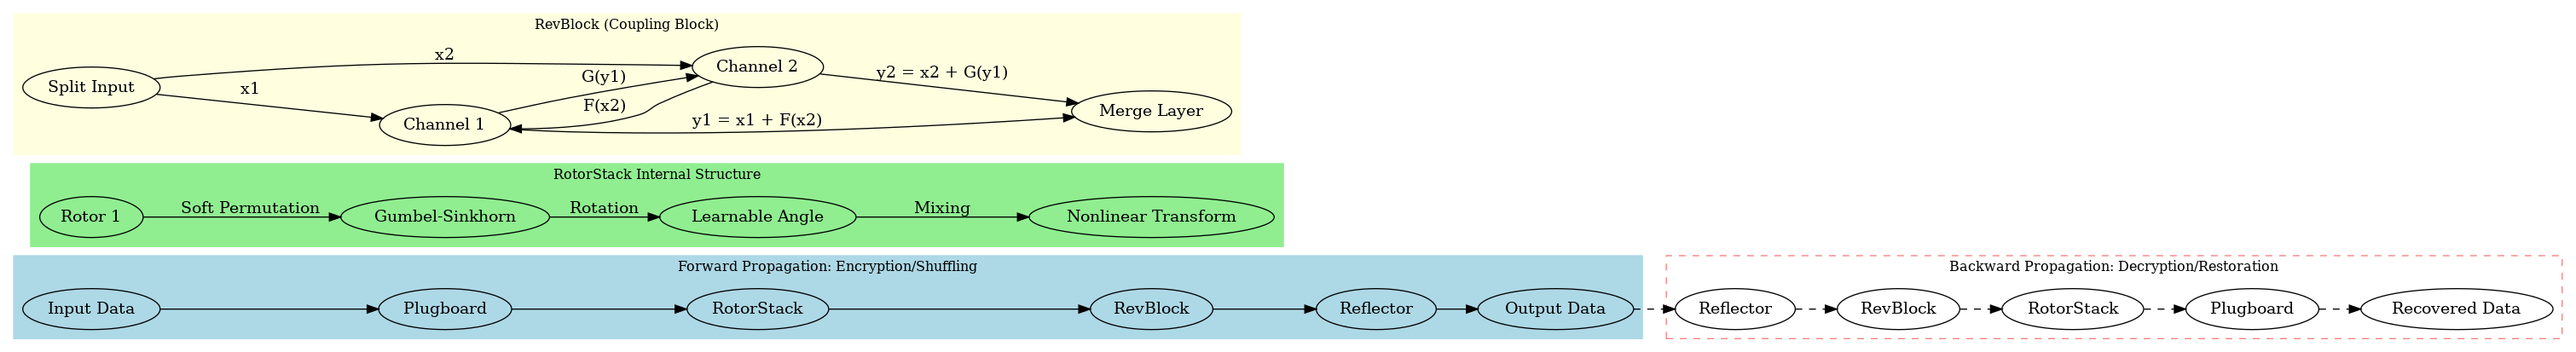 RevBlock (Coupling Block)
Split Input
x2
x1
Channel 1
G(y1)
F(x2)
Channel 2
y2 = x2 + G(y1)
y1 = x1 + F(x2)
Merge Layer
RotorStack Internal Structure
Rotor 1
Soft Permutation
Gumbel-Sinkhorn
Rotation
Learnable Angle
Mixing
Nonlinear Transform
Forward Propagation: Encryption/Shuffling
Input Data
Plugboard
RotorStack
RevBlock
Reflector
Output Data
Backward Propagation: Decryption/Restoration
Reflector
RevBlock
RotorStack
Plugboard
Recovered Data